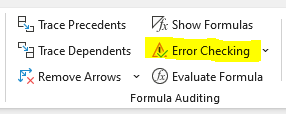 Trace Precedents
Show Formulas
Trace Dependents
Error Checking
Remove Arrows
Evaluate Formula
Formula Auditing